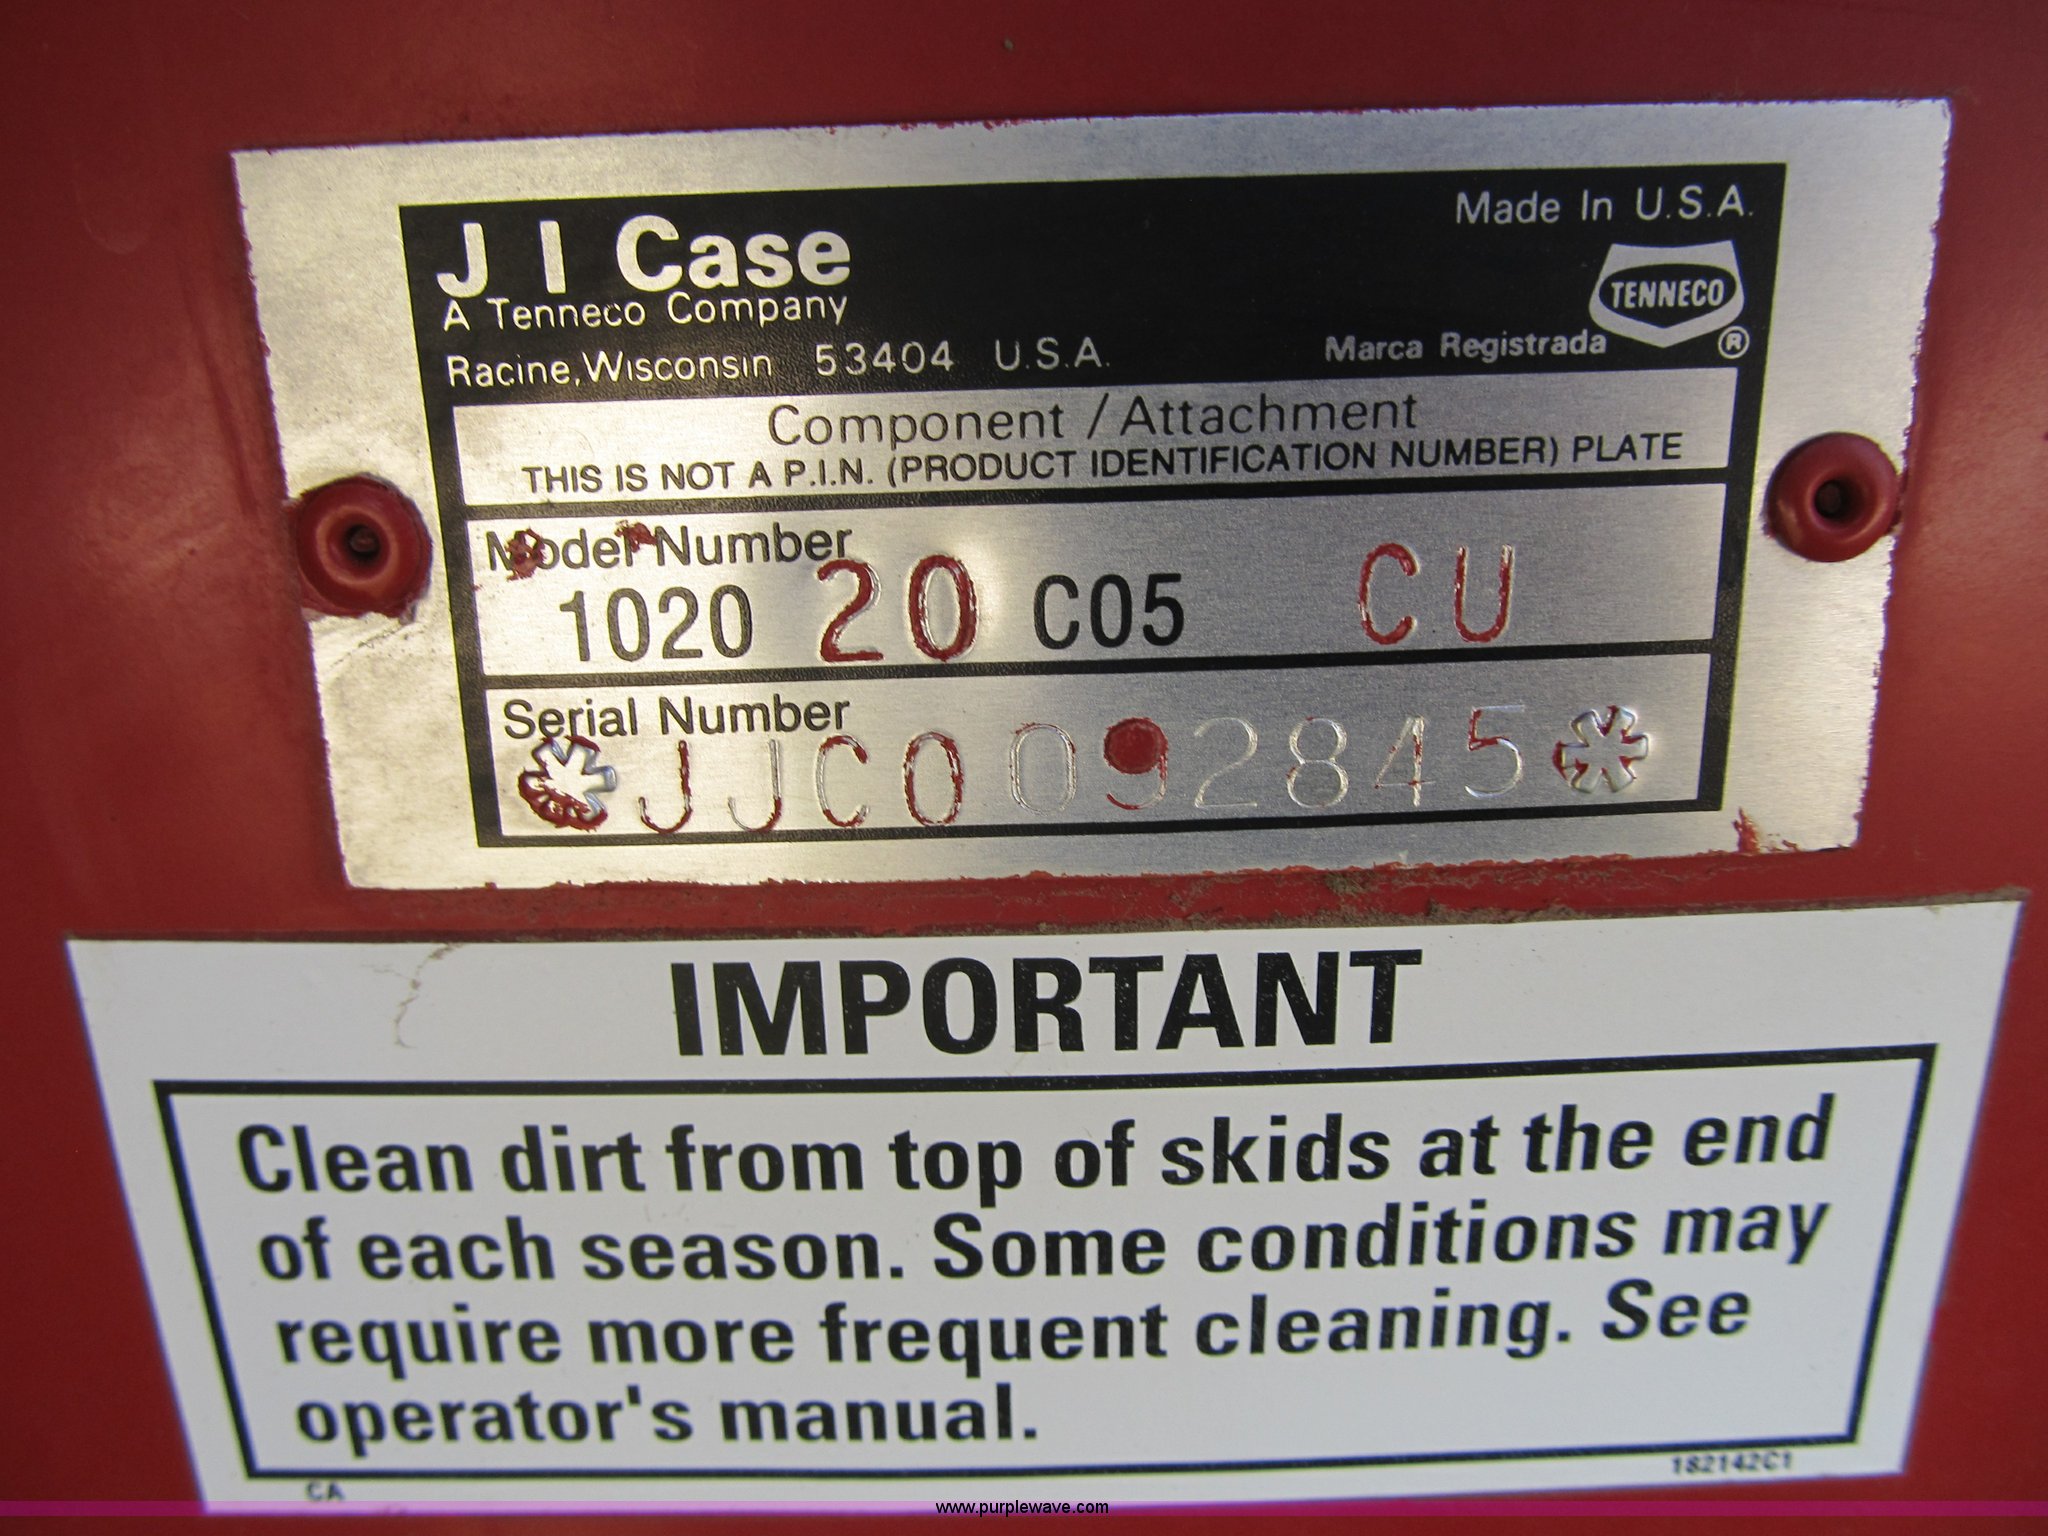 J I Case
A Tenneco Company
Racine, Wisconsin 53404 U.S.A.
Made In U.S.A.
TENNECO
Marca Registrada ®
Component / Attachment
THIS IS NOT A P.I.N. (PRODUCT IDENTIFICATION NUMBER) PLATE
Model Number
1020 20 C05 CU
Serial Number
*JJC0092845*
IMPORTANT
Clean dirt from top of skids at the end
of each season. Some conditions may
require more frequent cleaning. See
operator's manual.
CA 182142C1
www.purplewave.com